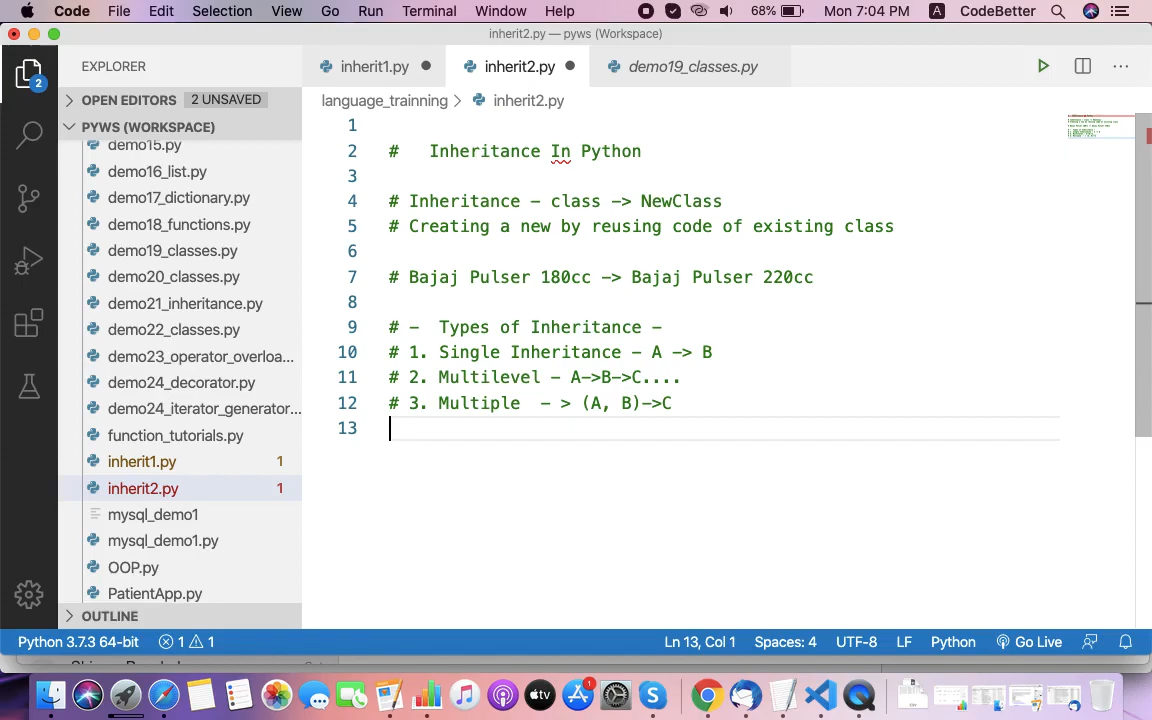 Code File Edit Selection View Go Run Terminal Window Help 68% Mon 7:04 PM A CodeBetter
inherit2.py — pyws (Workspace)
EXPLORER
2
OPEN EDITORS 2 UNSAVED
PYWS (WORKSPACE)
demo15.py
demo16_list.py
demo17_dictionary.py
demo18_functions.py
demo19_classes.py
demo20_classes.py
demo21_inheritance.py
demo22_classes.py
demo23_operator_overloa...
demo24_decorator.py
demo24_iterator_generator...
function_tutorials.py
inherit1.py 1
inherit2.py 1
mysql_demo1
mysql_demo1.py
OOP.py
PatientApp.py
OUTLINE
inherit1.py inherit2.py demo19_classes.py
language_trainning > inherit2.py
1
2 #   Inheritance In Python
3
4 # Inheritance – class -> NewClass
5 # Creating a new by reusing code of existing class
6
7 # Bajaj Pulser 180cc -> Bajaj Pulser 220cc
8
9 # -  Types of Inheritance -
10 # 1. Single Inheritance - A -> B
11 # 2. Multilevel - A->B->C....
12 # 3. Multiple  - > (A, B)->C
13
Python 3.7.3 64-bit 1 1 Ln 13, Col 1 Spaces: 4 UTF-8 LF Python Go Live
tv 1